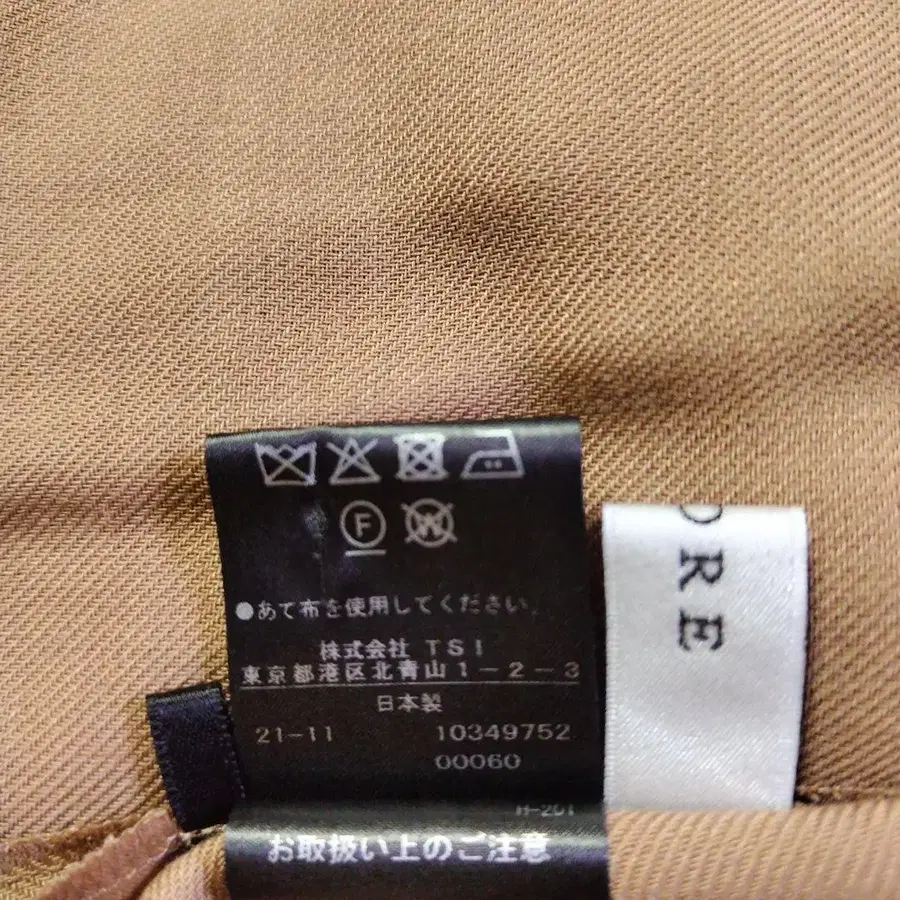 F
W
●あて布を使用してください。
株式会社 TSI
東京都港区北青山1-2-3
日本製
21-11 10349752
00060
H-201
お取扱い上のご注意
ORE